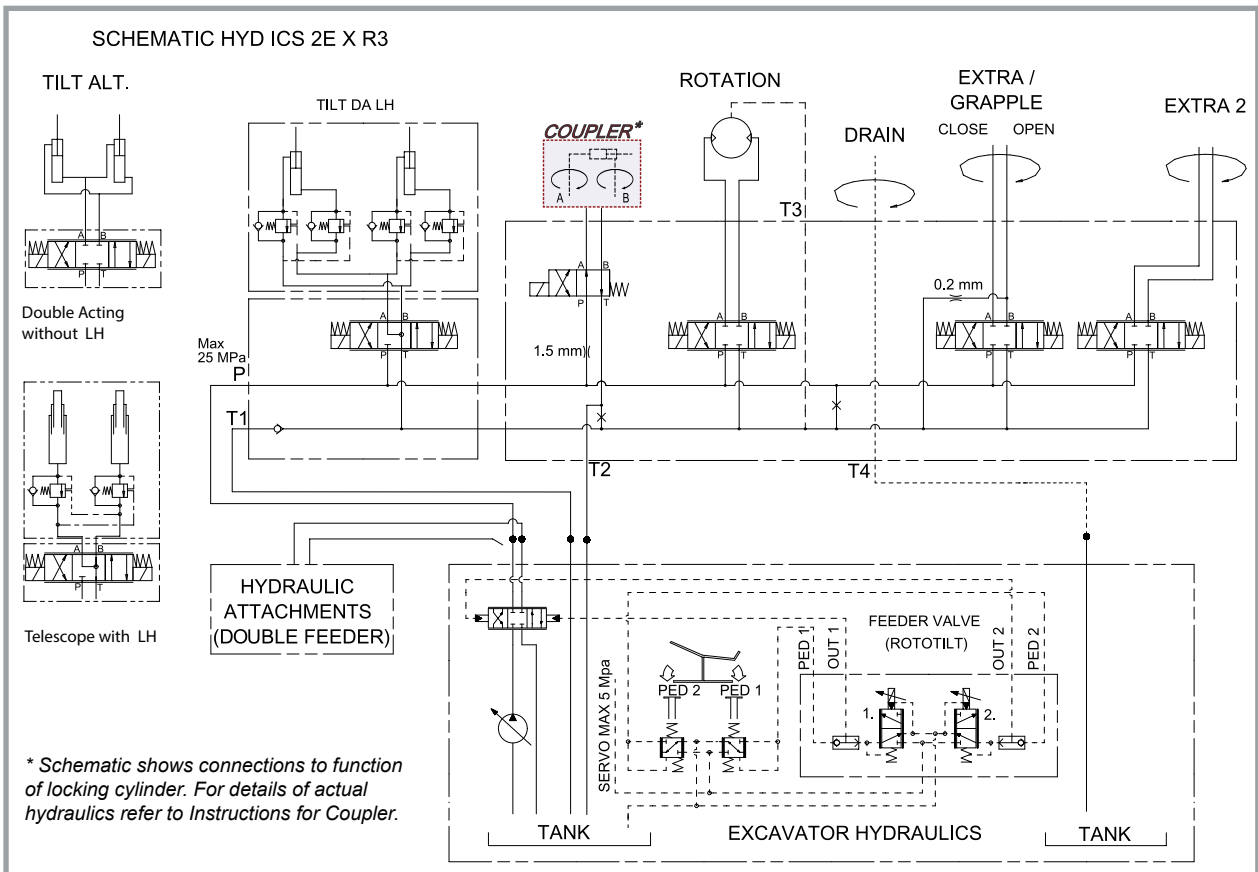 SCHEMATIC HYD ICS 2E X R3
TILT ALT.
A B
P T
Double Acting
without LH
A B
P T
Telescope with LH
TILT DA LH
A B
P T
Max
25 MPa
P
T1
COUPLER*
A B
A B
P T
1.5 mm
T2
ROTATION
T3
A B
P T
DRAIN
T4
EXTRA /
GRAPPLE
CLOSE OPEN
0.2 mm
A B
P T
EXTRA 2
A B
P T
HYDRAULIC
ATTACHMENTS
(DOUBLE FEEDER)
SERVO MAX 5 Mpa
PED 2 PED 1
FEEDER VALVE
(ROTOTILT)
PED 1
OUT 1
OUT 2
PED 2
1.
2.
TANK
EXCAVATOR HYDRAULICS
TANK
* Schematic shows connections to function
of locking cylinder. For details of actual
hydraulics refer to Instructions for Coupler.